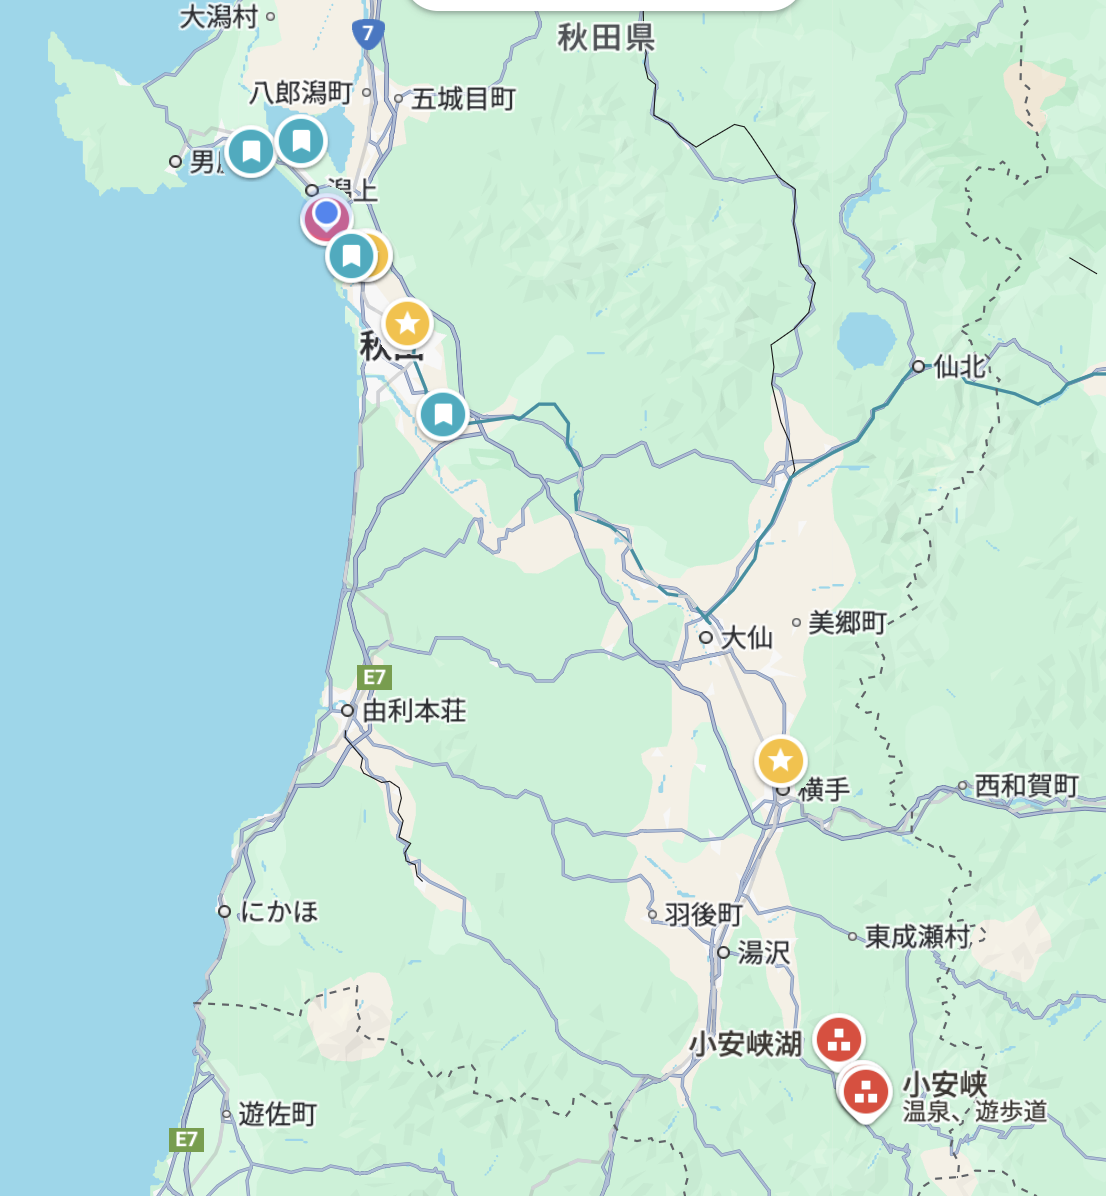 大潟村
7
秋田県
八郎潟町
五城目町
男
潟上
秋田
仙北
大仙
美郷町
E7
由利本荘
横手
西和賀町
にかほ
羽後町
東成瀬村
湯沢
小安峡湖
小安峡
温泉、遊歩道
遊佐町
E7